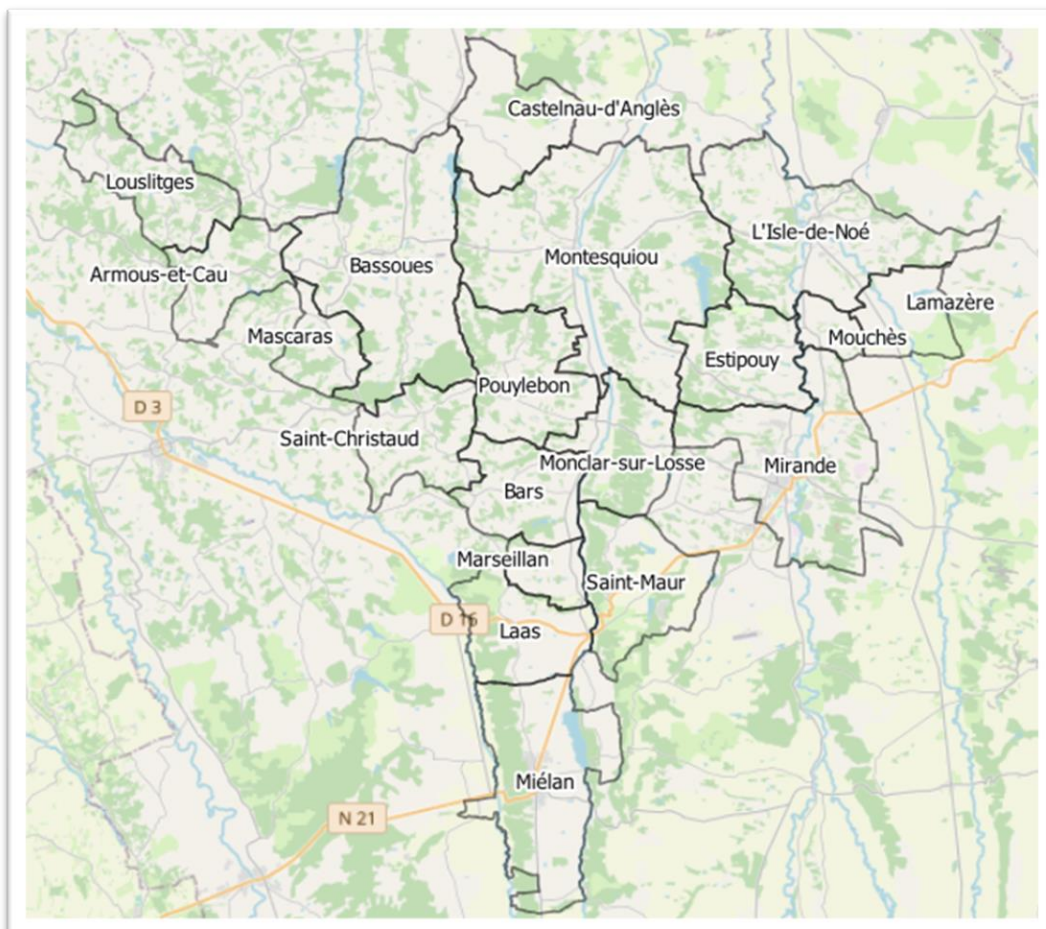 Castelnau-d'Anglès
Louslitges
L'Isle-de-Noé
Montesquiou
Bassoues
Armous-et-Cau
Lamazère
Mascaras
Mouchès
Estipouy
Pouylebon
D 3
Saint-Christaud
Monclar-sur-Losse
Mirande
Bars
Marseillan
Saint-Maur
D 16
Laas
Miélan
N 21